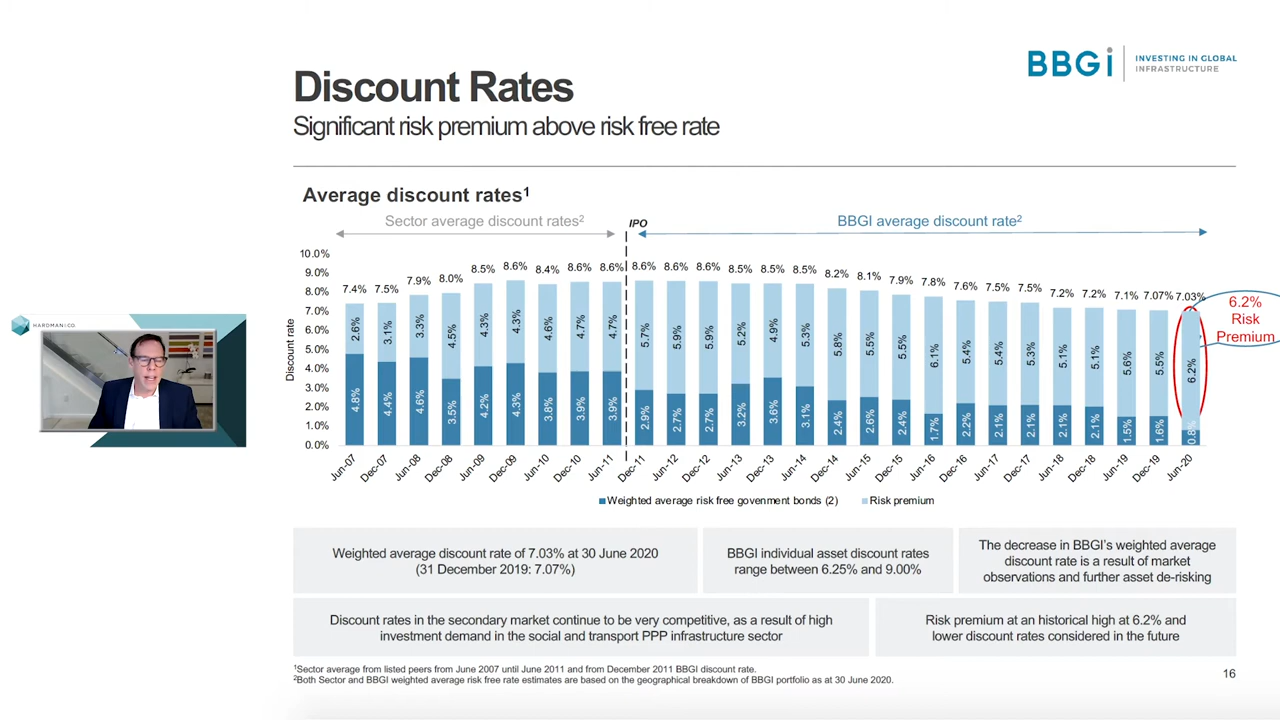 BBGi
INVESTING IN GLOBAL
INFRASTRUCTURE
Discount Rates
Significant risk premium above risk free rate
Average discount rates¹
Sector average discount rates²
IPO
BBGI average discount rate²
10.0%
9.0%
8.0%
7.0%
6.0%
5.0%
4.0%
3.0%
2.0%
1.0%
0.0%
Discount rate
7.4% 7.5% 7.9% 8.0% 8.5% 8.6% 8.4% 8.6% 8.6% 8.6% 8.6% 8.6% 8.5% 8.5% 8.5% 8.2% 8.1% 7.9% 7.8% 7.6% 7.5% 7.5% 7.2% 7.2% 7.1% 7.07% 7.03%
2.6% 3.1% 3.3% 4.5% 4.3% 4.3% 4.6% 4.7% 4.7% 5.7% 5.9% 5.9% 5.2% 4.9% 5.3% 5.8% 5.5% 5.5% 6.1% 5.4% 5.4% 5.3% 5.1% 5.1% 5.6% 5.5% 6.2%
4.8% 4.4% 4.6% 3.5% 4.2% 4.3% 3.8% 3.9% 3.9% 2.9% 2.7% 2.7% 3.2% 3.6% 3.1% 2.4% 2.6% 2.4% 1.7% 2.2% 2.1% 2.1% 2.1% 2.1% 1.5% 1.6% 0.8%
Jun-07 Dec-07 Jun-08 Dec-08 Jun-09 Dec-09 Jun-10 Dec-10 Jun-11 Dec-11 Jun-12 Dec-12 Jun-13 Dec-13 Jun-14 Dec-14 Jun-15 Dec-15 Jun-16 Dec-16 Jun-17 Dec-17 Jun-18 Dec-18 Jun-19 Dec-19 Jun-20
6.2%
Risk
Premium
HARDMAN&CO.
Weighted average risk free govenment bonds (2)
Risk premium
Weighted average discount rate of 7.03% at 30 June 2020
(31 December 2019: 7.07%)
BBGI individual asset discount rates
range between 6.25% and 9.00%
The decrease in BBGI’s weighted average
discount rate is a result of market
observations and further asset de-risking
Discount rates in the secondary market continue to be very competitive, as a result of high
investment demand in the social and transport PPP infrastructure sector
Risk premium at an historical high at 6.2% and
lower discount rates considered in the future
¹Sector average from listed peers from June 2007 until June 2011 and from December 2011 BBGI discount rate.
²Both Sector and BBGI weighted average risk free rate estimates are based on the geographical breakdown of BBGI portfolio as at 30 June 2020.
16